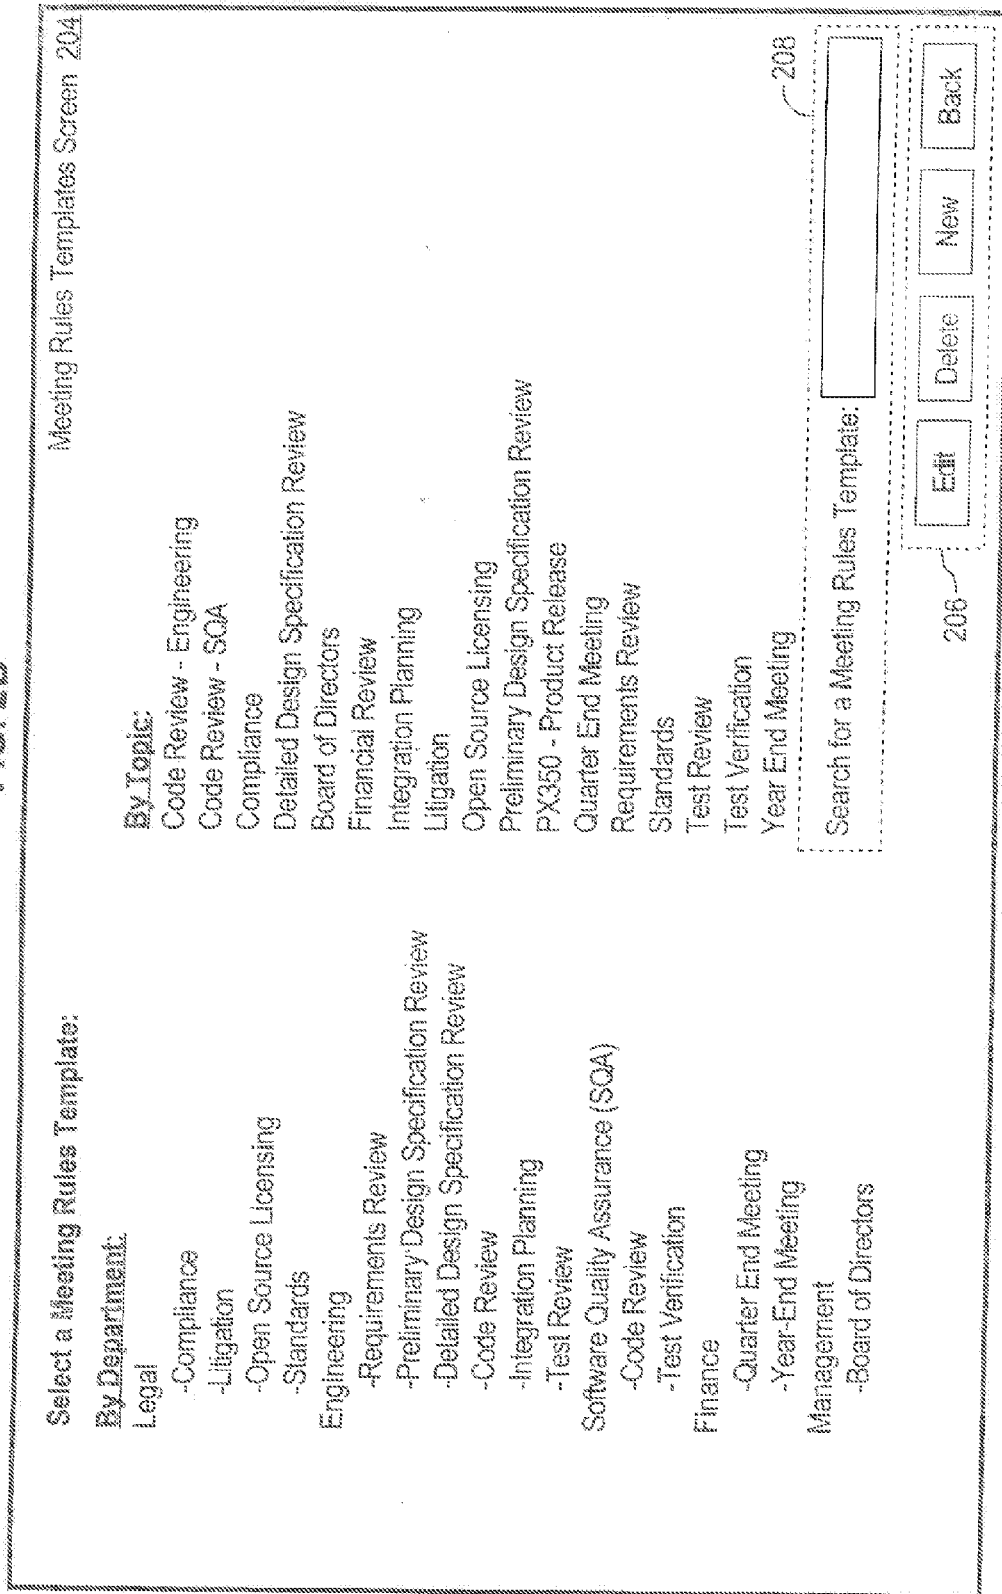 Meeting Rules Templates Screen 204
Select a Meeting Rules Template:
By Department:
Legal
-Compliance
-Litigation
-Open Source Licensing
-Standards
Engineering
-Requirements Review
-Preliminary Design Specification Review
-Detailed Design Specification Review
-Code Review
-Integration Planning
-Test Review
Software Quality Assurance (SQA)
-Code Review
-Test Verification
Finance
-Quarter End Meeting
-Year-End Meeting
Management
-Board of Directors
By Topic:
Code Review - Engineering
Code Review - SQA
Compliance
Detailed Design Specification Review
Board of Directors
Financial Review
Integration Planning
Litigation
Open Source Licensing
Preliminary Design Specification Review
PX350 - Product Release
Quarter End Meeting
Requirements Review
Standards
Test Review
Test Verification
Year End Meeting
Search for a Meeting Rules Template:
208
206
Edit
Delete
New
Back